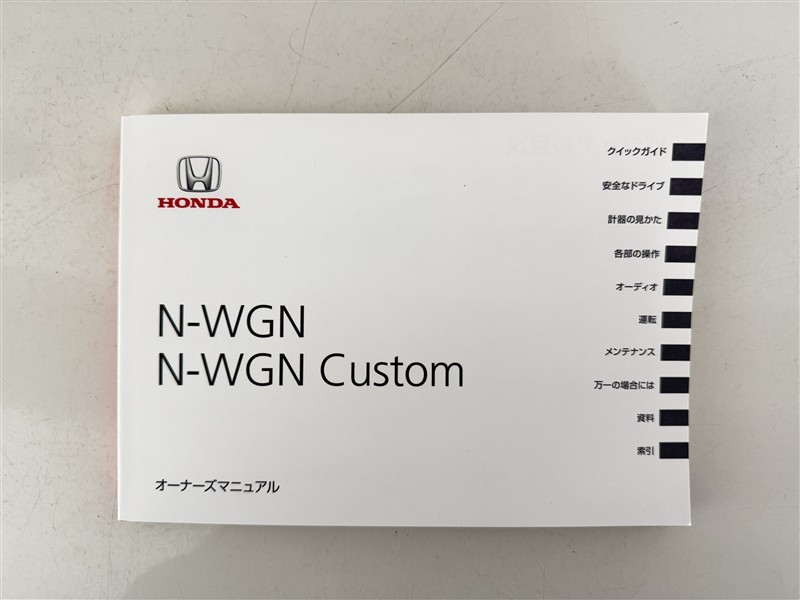 HONDA
N-WGN
N-WGN Custom
オーナーズマニュアル
クイックガイド
安全なドライブ
計器の見かた
各部の操作
オーディオ
運転
メンテナンス
万一の場合には
資料
索引